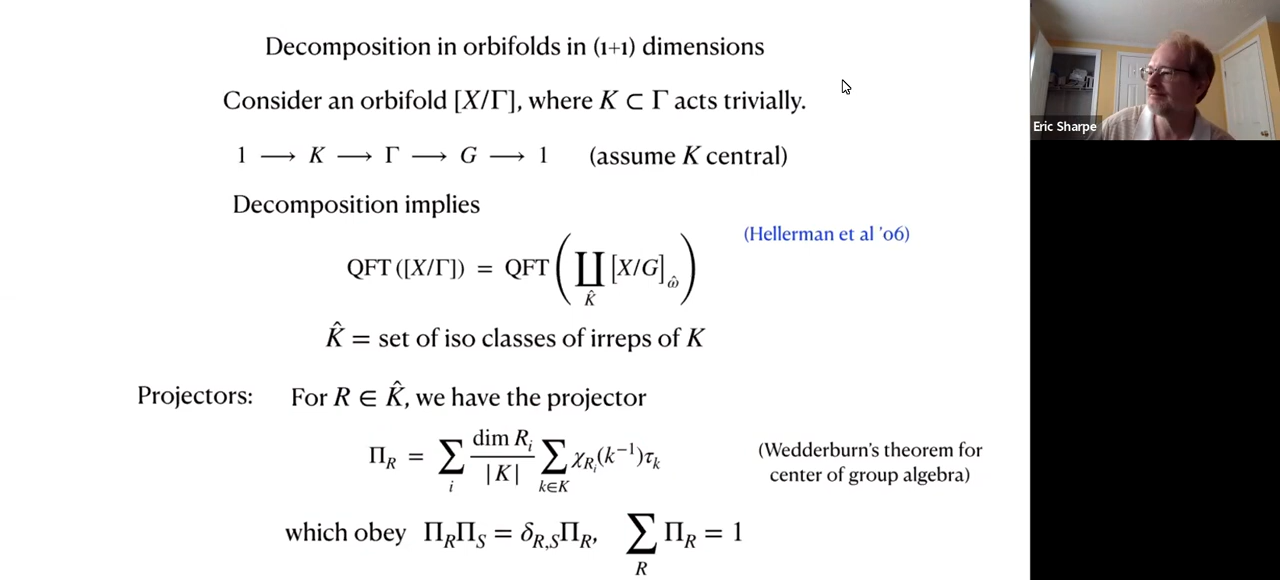 Decomposition in orbifolds in (1+1) dimensions
Consider an orbifold [X/Γ], where K ⊂ Γ acts trivially.
1 ⟶ K ⟶ Γ ⟶ G ⟶ 1 (assume K central)
Decomposition implies
(Hellerman et al '06)
QFT ([X/Γ]) = QFT ( ∐_{K̂} [X/G]_{ω̂} )
K̂ = set of iso classes of irreps of K
Projectors: For R ∈ K̂, we have the projector
Π_R = ∑_i (dim R_i / |K|) ∑_{k∈K} χ_{R_i}(k^{-1})τ_k
(Wedderburn's theorem for
center of group algebra)
which obey Π_R Π_S = δ_{R,S} Π_R, ∑_R Π_R = 1
Eric Sharpe